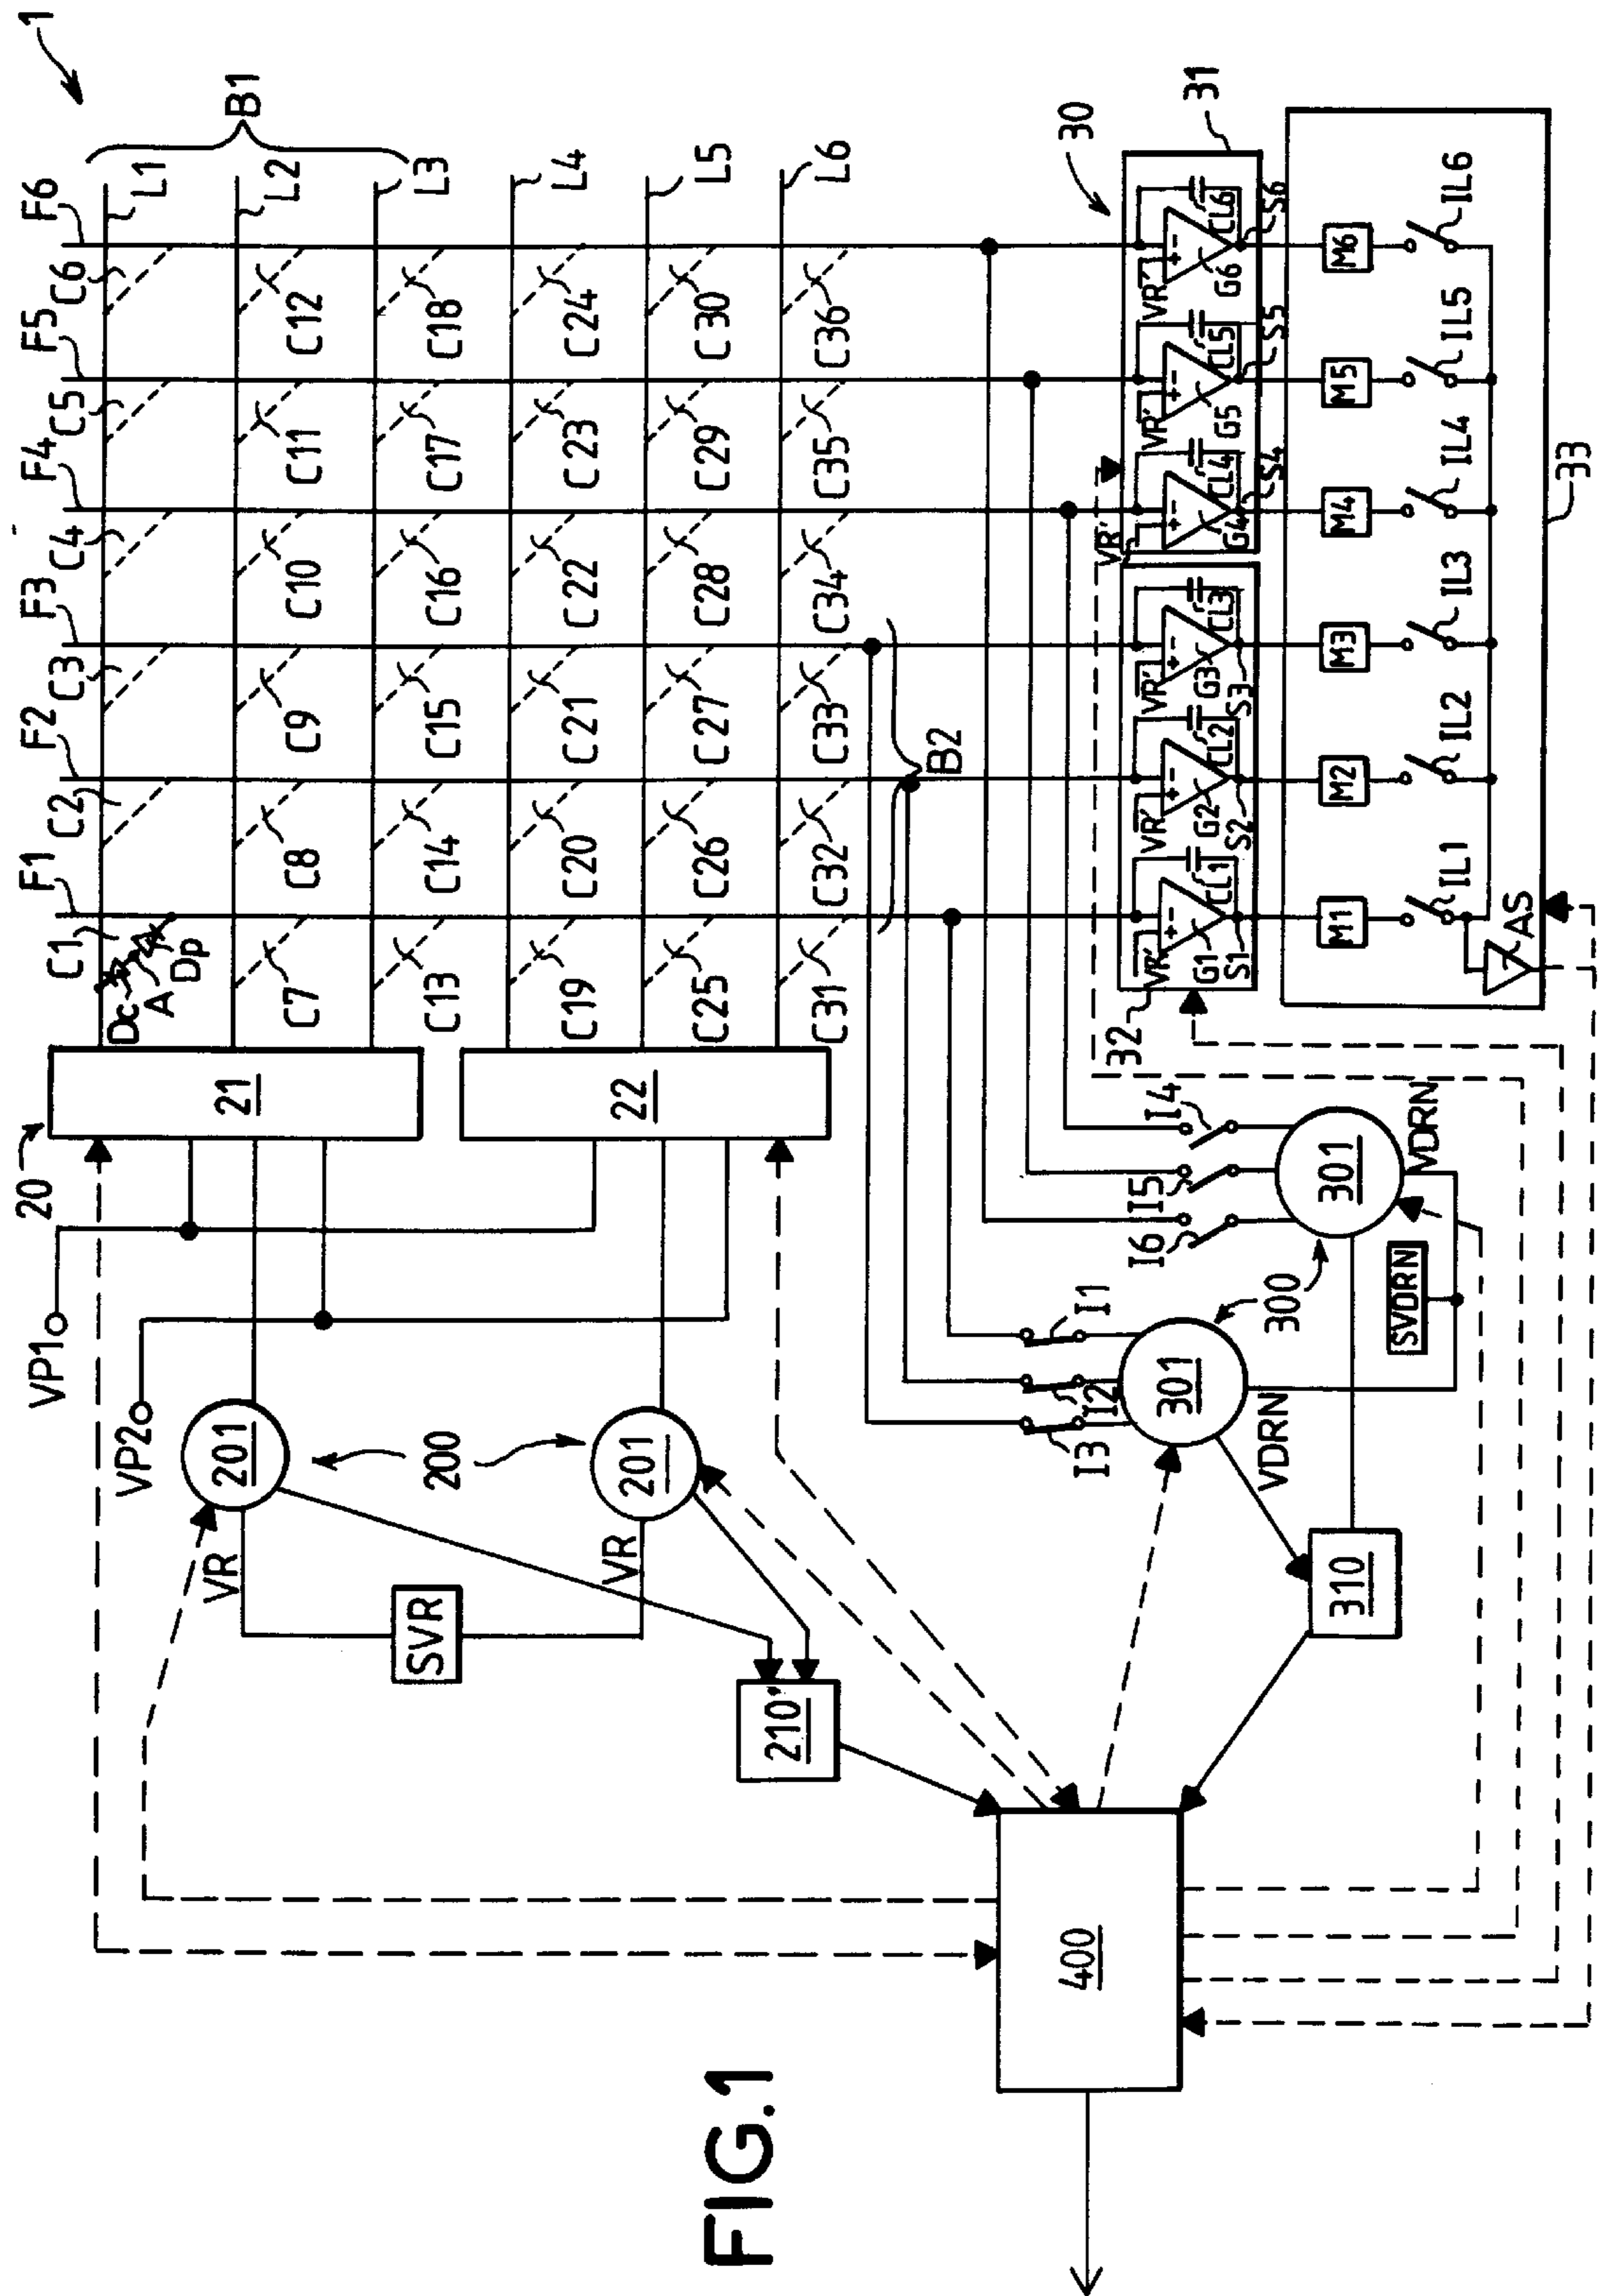 FIG.1
1
F1 F2 F3 F4 F5 F6
C1 C2 C3 C4 C5 C6
L1
B1
Dc
A
Dp
L2
C7 C8 C9 C10 C11 C12
L3
C13 C14 C15 C16 C17 C18
L4
C19 C20 C21 C22 C23 C24
L5
C25 C26 C27 C28 C29 C30
L6
C31 C32 C33 C34 C35 C36
20
21
22
VP1
VP2
201
200
201
VR
VR
SVR
210'
B2
I3 I2 I1
I6 I5 I4
301
300
301
VDRN
VDRN
SVDRN
310
400
30
31
32
VR' VR' VR' VR' VR' VR'
G1 G2 G3 G4 G5 G6
CL1 CL2 CL3 CL4 CL5 CL6
S1 S2 S3 S4 S5 S6
M1 M2 M3 M4 M5 M6
IL1 IL2 IL3 IL4 IL5 IL6
AS
33